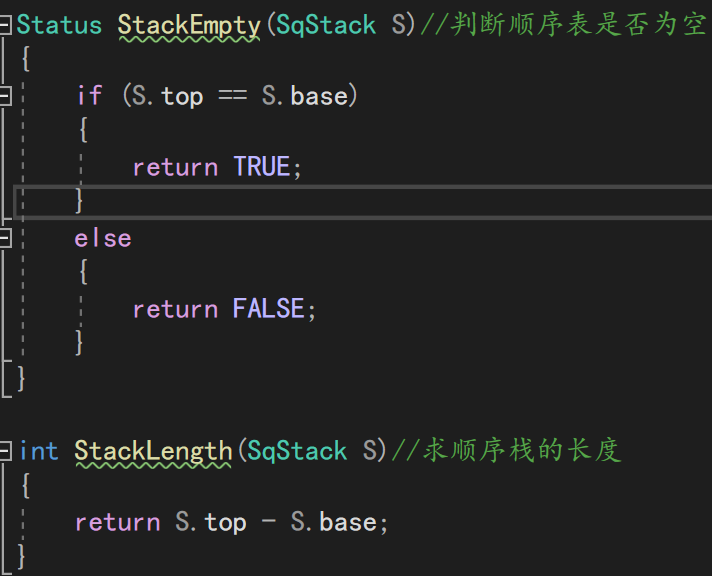 Status StackEmpty(SqStack S)//判断顺序表是否为空
{
if (S.top == S.base)
{
return TRUE;
}
else
{
return FALSE;
}
}
int StackLength(SqStack S)//求顺序栈的长度
{
return S.top - S.base;
}